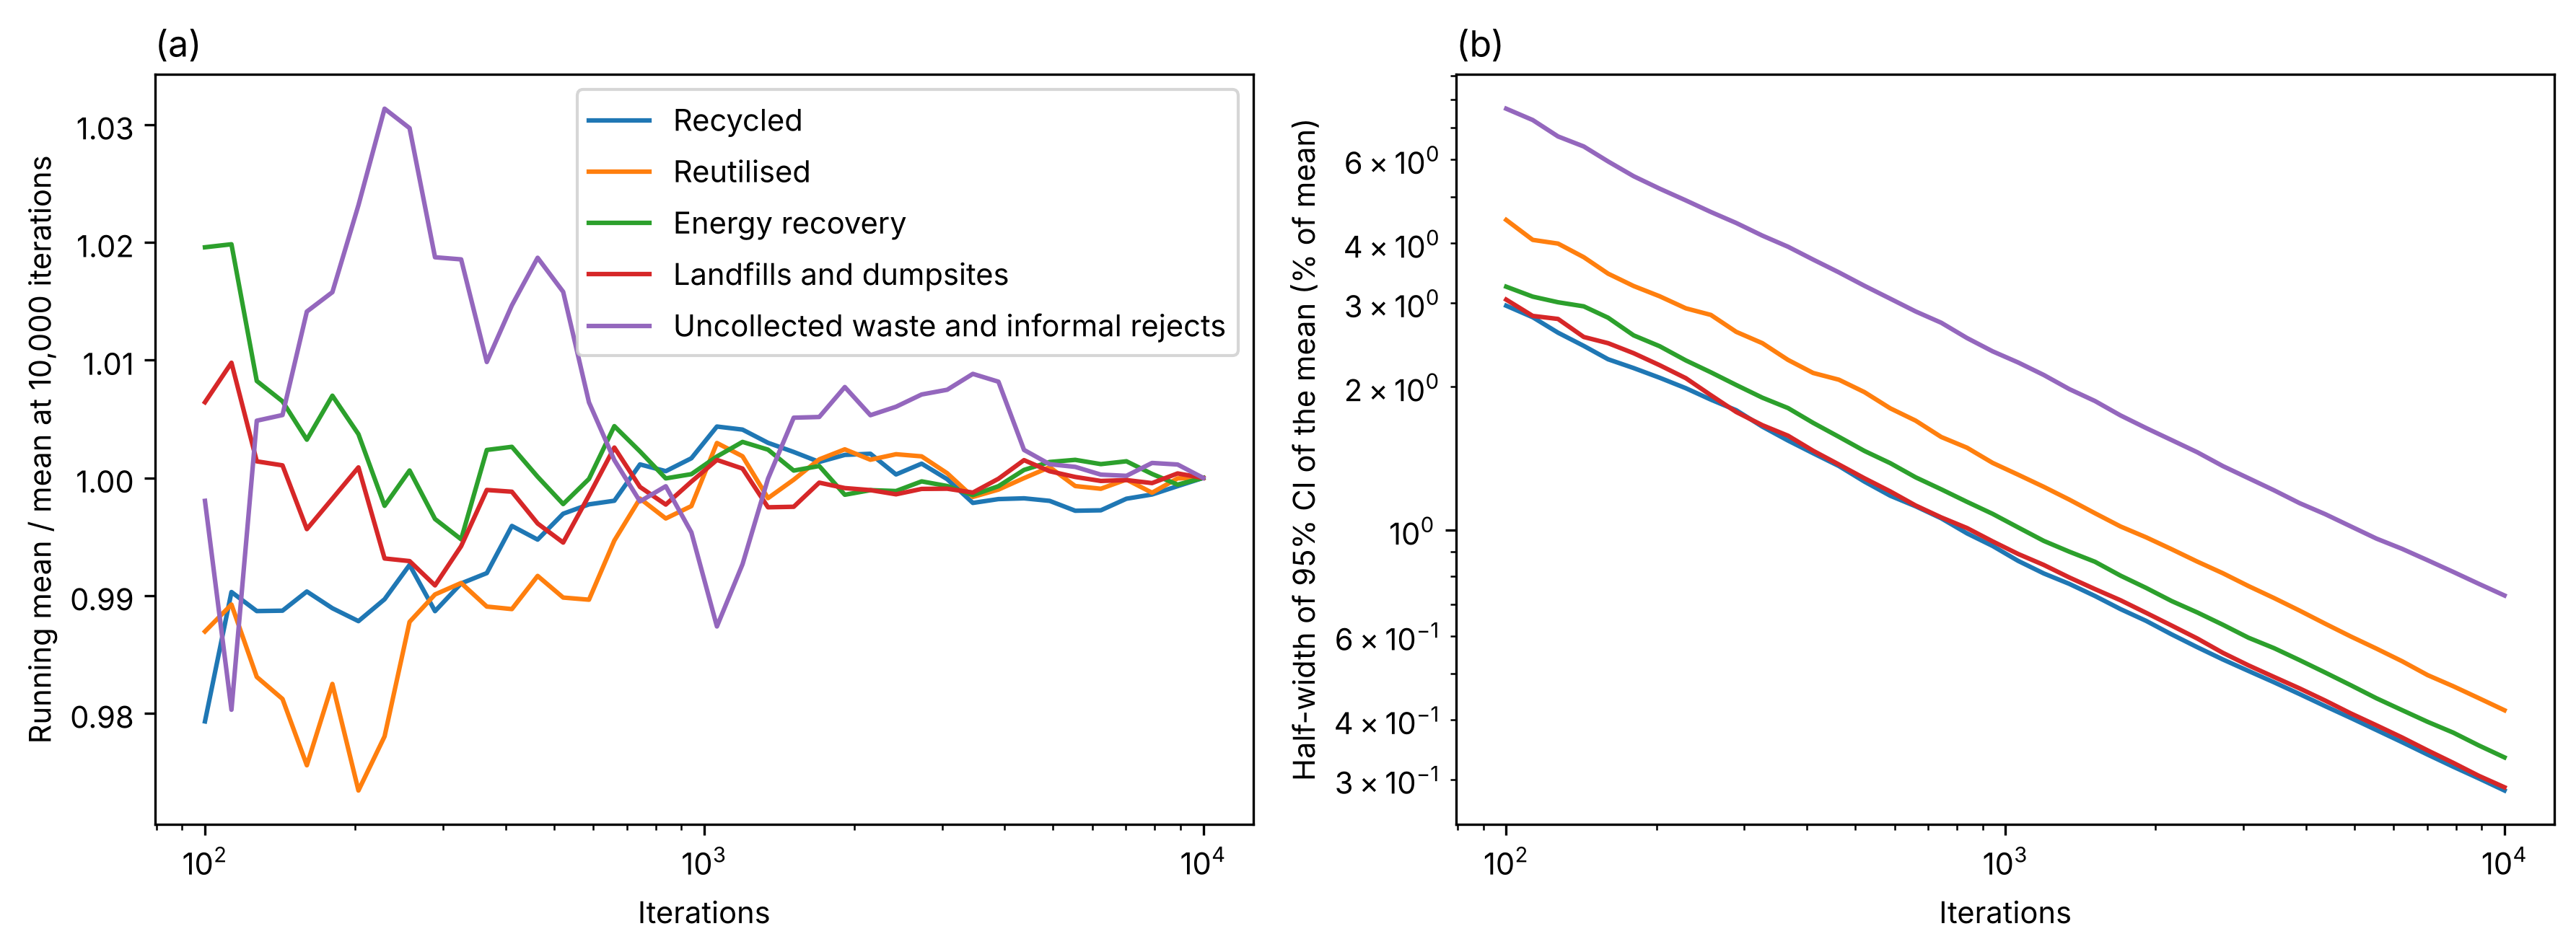 (a)
Running mean / mean at 10,000 iterations
1.03
1.02
1.01
1.00
0.99
0.98
Recycled
Reutilised
Energy recovery
Landfills and dumpsites
Uncollected waste and informal rejects
10²
10³
10⁴
Iterations
(b)
Half-width of 95% CI of the mean (% of mean)
6 × 10⁰
4 × 10⁰
3 × 10⁰
2 × 10⁰
10⁰
6 × 10⁻¹
4 × 10⁻¹
3 × 10⁻¹
10²
10³
10⁴
Iterations